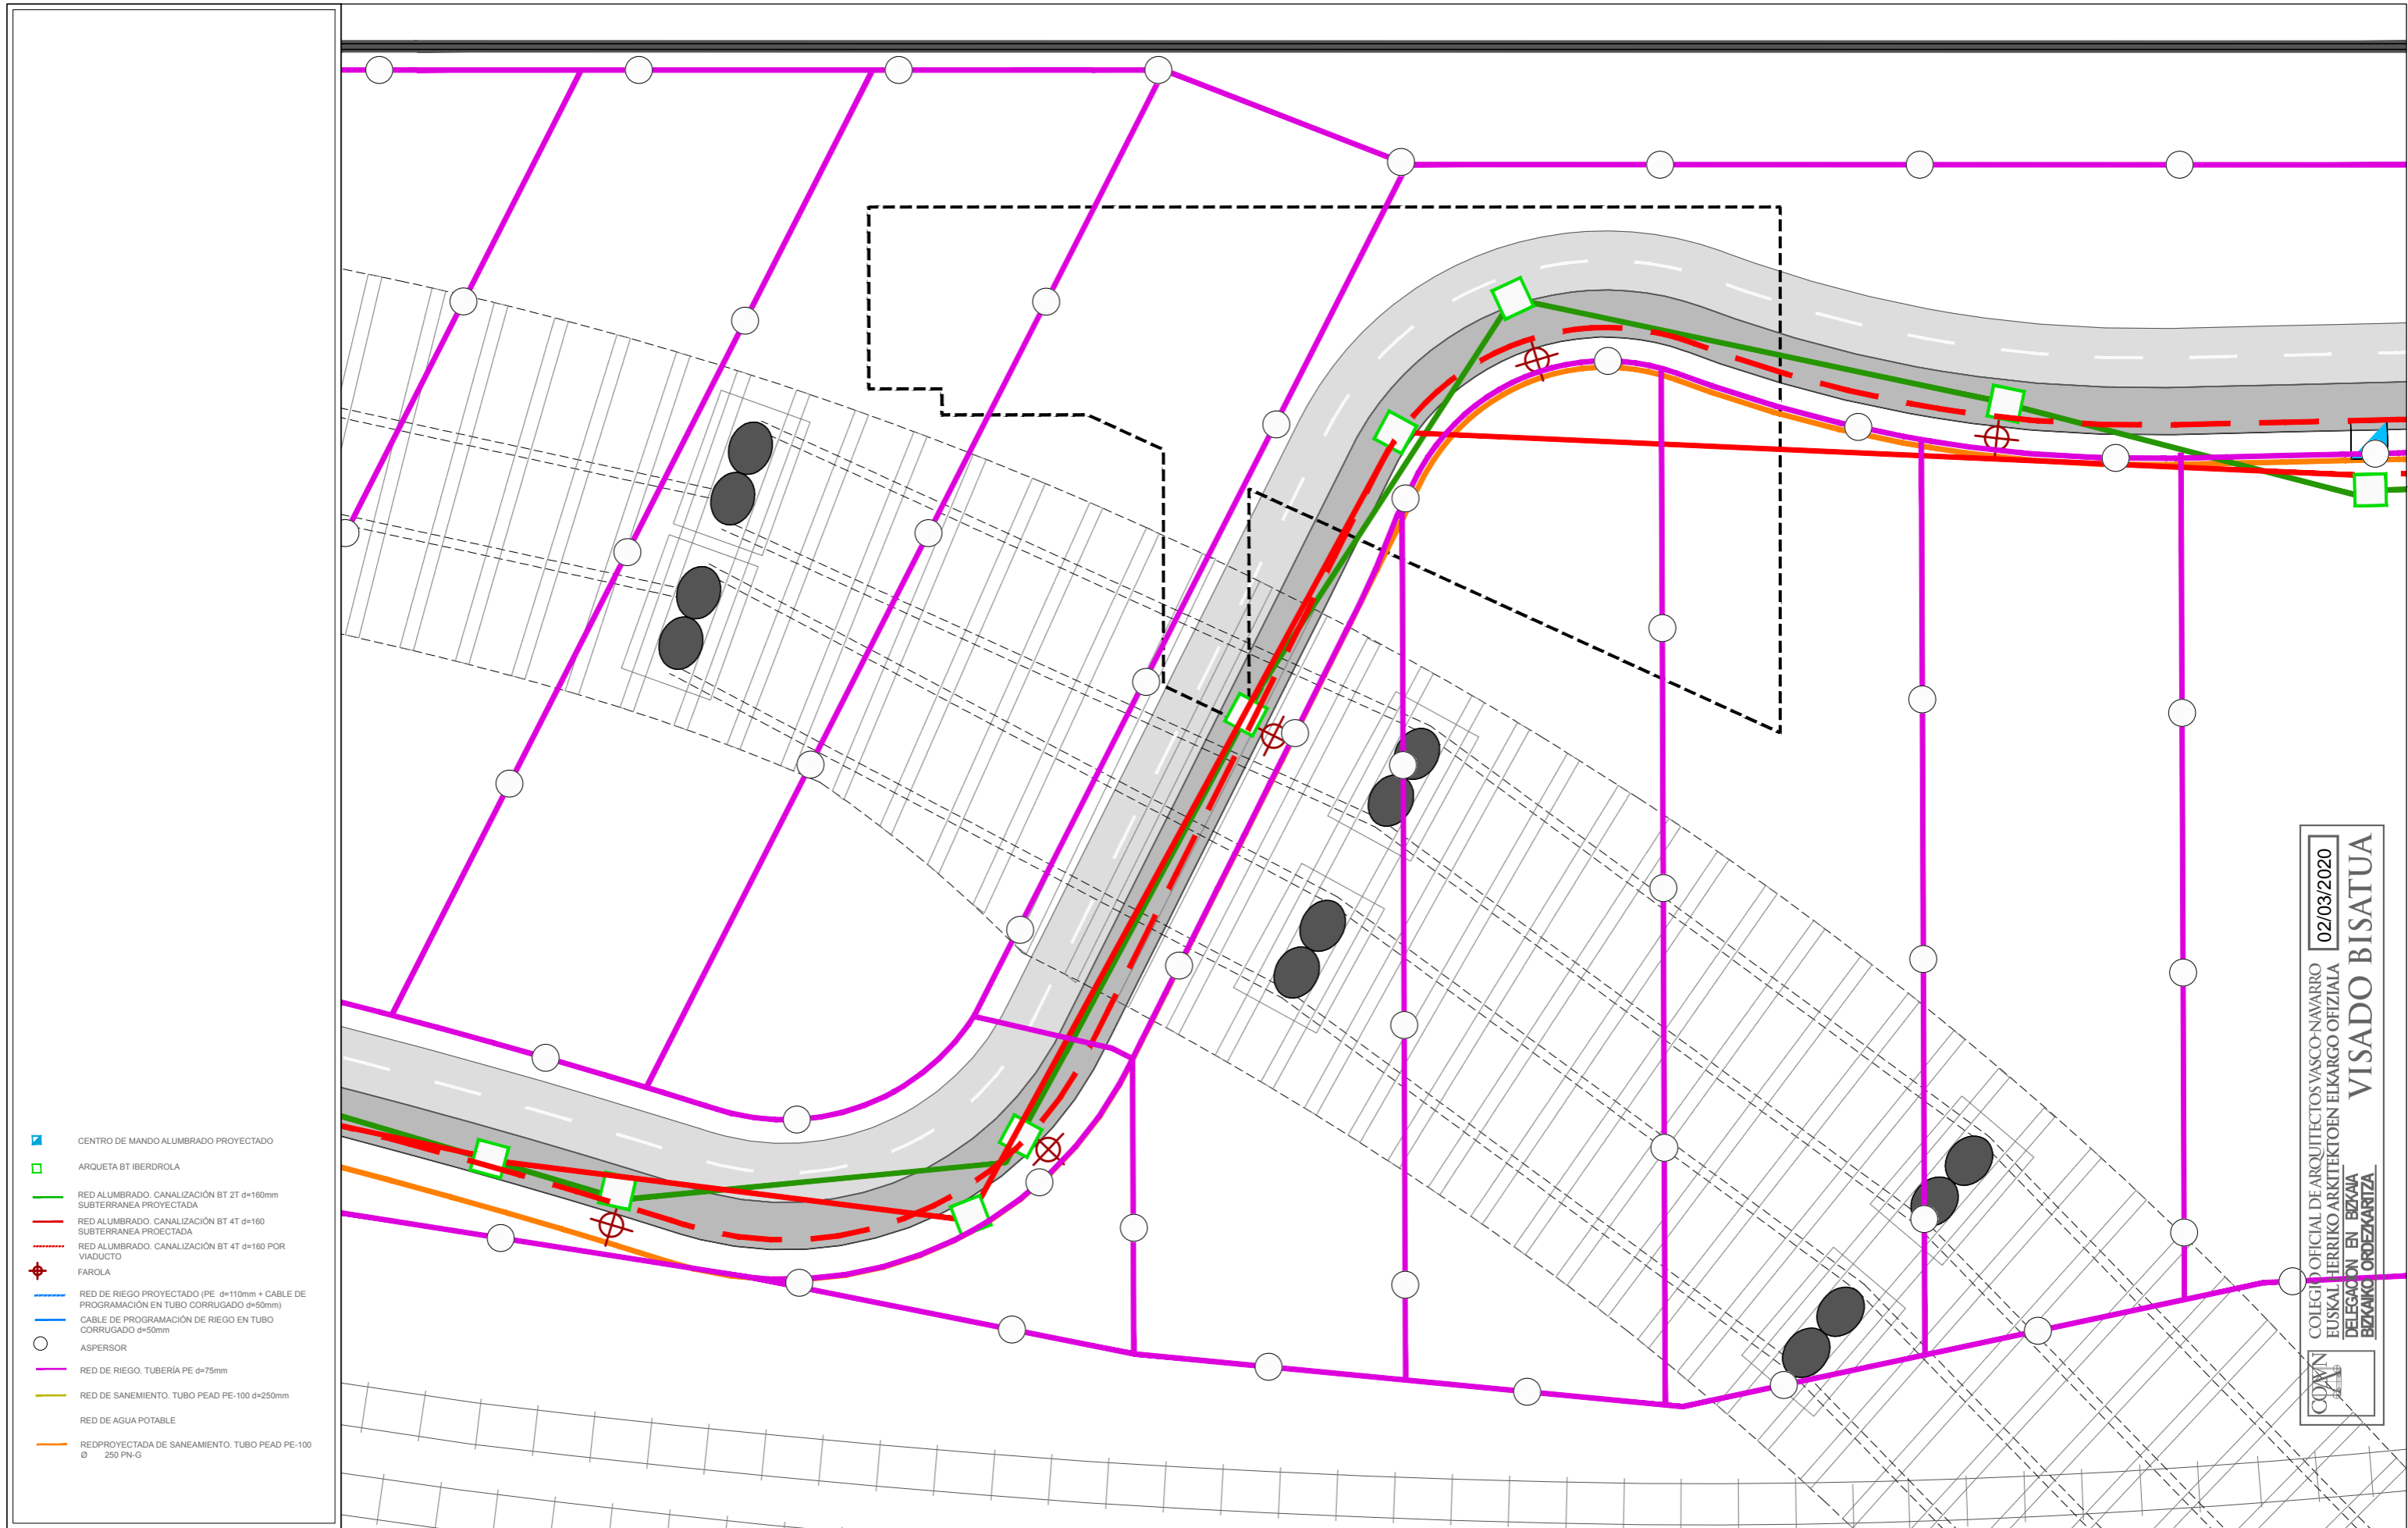 CENTRO DE MANDO ALUMBRADO PROYECTADO
ARQUETA BT IBERDROLA
RED ALUMBRADO. CANALIZACIÓN BT 2T d=160mm
SUBTERRANEA PROYECTADA
RED ALUMBRADO. CANALIZACIÓN BT 4T d=160
SUBTERRANEA PROECTADA
RED ALUMBRADO. CANALIZACIÓN BT 4T d=160 POR
VIADUCTO
FAROLA
RED DE RIEGO PROYECTADO (PE d=110mm + CABLE DE
PROGRAMACIÓN EN TUBO CORRUGADO d=50mm)
CABLE DE PROGRAMACIÓN DE RIEGO EN TUBO
CORRUGADO d=50mm
ASPERSOR
RED DE RIEGO. TUBERÍA PE d=75mm
RED DE SANEMIENTO. TUBO PEAD PE-100 d=250mm
RED DE AGUA POTABLE
REDPROYECTADA DE SANEAMIENTO. TUBO PEAD PE-100
Ø 250 PN-G
COLEGIO OFICIAL DE ARQUITECTOS VASCO-NAVARRO
EUSKAL HERRIKO ARKITEKTOEN ELKARGO OFIZIALA
DELEGACIÓN EN BIZKAIA
BIZKAIKO ORDEZKARITZA
02/03/2020
VISADO BISATUA
COAVN